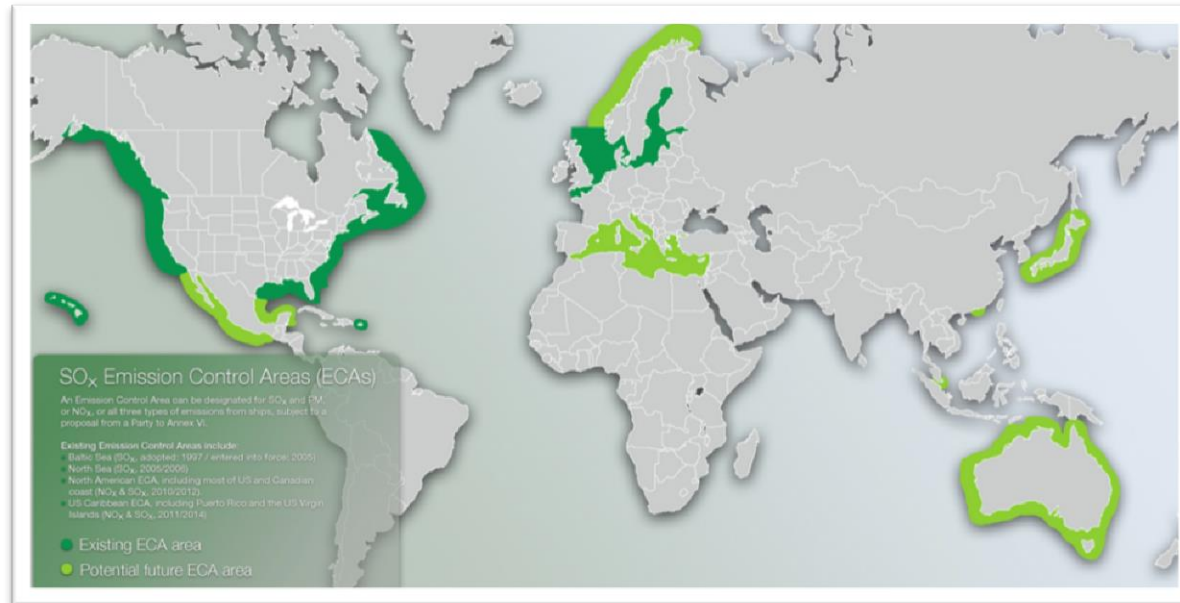 SOₓ Emission Control Areas (ECAs)
An Emission Control Area can be designated for SOₓ and PM,
or NOₓ, or all three types of emissions from ships, subject to a
proposal from a Party to Annex VI.
Existing Emission Control Areas include:
• Baltic Sea (SOₓ, adopted: 1997 / entered into force: 2005)
• North Sea (SOₓ, 2005/2006)
• North American ECA, including most of US and Canadian
coast (NOₓ & SOₓ, 2010/2012).
• US Caribbean ECA, including Puerto Rico and the US Virgin
Islands (NOₓ & SOₓ, 2011/2014)
Existing ECA area
Potential future ECA area